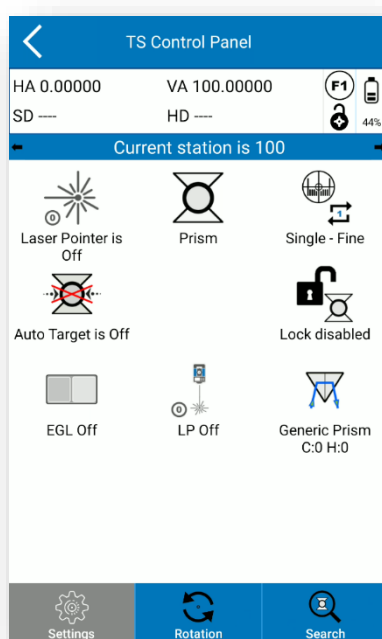 TS Control Panel
HA 0.00000 VA 100.00000 F1
SD ---- HD ----
44%
Current station is 100
Laser Pointer is
Off
Prism
1
Single - Fine
Auto Target is Off
Lock disabled
EGL Off
LP Off
Generic Prism
C:0 H:0
Settings
Rotation
Search